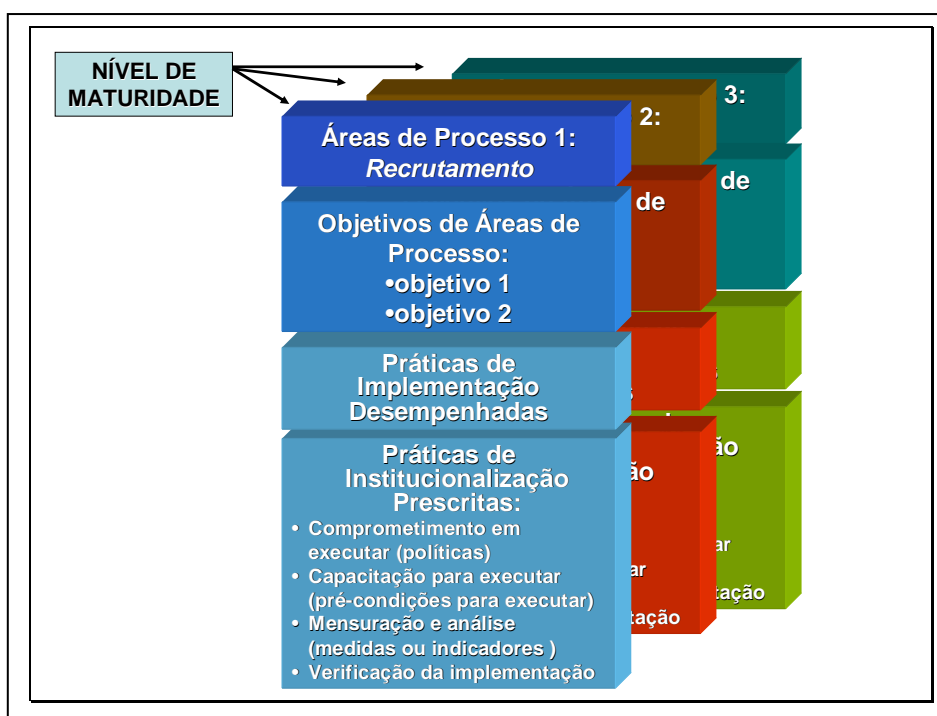 NÍVEL DE
MATURIDADE
3:
2:
Áreas de Processo 1:
Recrutamento
de
de
Objetivos de Áreas de
Processo:
•objetivo 1
•objetivo 2
Práticas de
Implementação
Desempenhadas
Práticas de
Institucionalização
Prescritas:
• Comprometimento em
executar (políticas)
• Capacitação para executar
(pré-condições para executar)
• Mensuração e análise
(medidas ou indicadores )
• Verificação da implementação
ão
ar
tação
ão
ar
tação